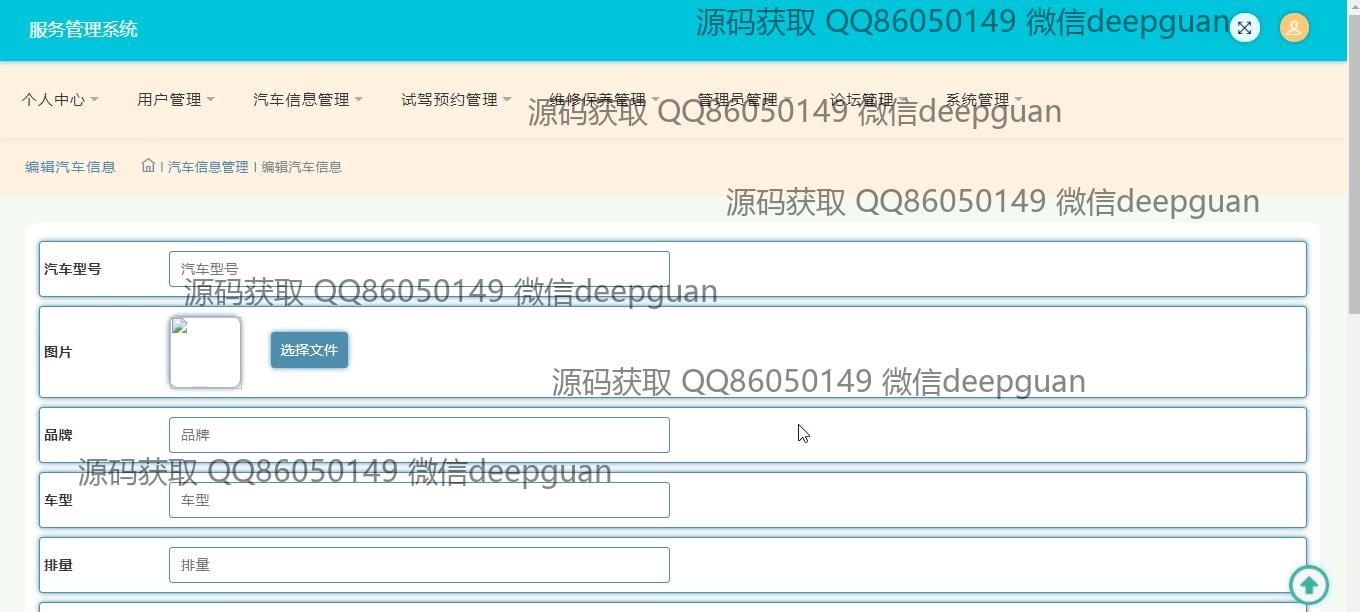 服务管理系统
源码获取 QQ86050149 微信deepguan
个人中心 用户管理 汽车信息管理 试驾预约管理 维修保养管理 管理员管理 论坛管理 系统管理
源码获取 QQ86050149 微信deepguan
编辑汽车信息 | 汽车信息管理 | 编辑汽车信息
源码获取 QQ86050149 微信deepguan
汽车型号 汽车型号
源码获取 QQ86050149 微信deepguan
图片 选择文件
源码获取 QQ86050149 微信deepguan
品牌 品牌
源码获取 QQ86050149 微信deepguan
车型 车型
排量 排量